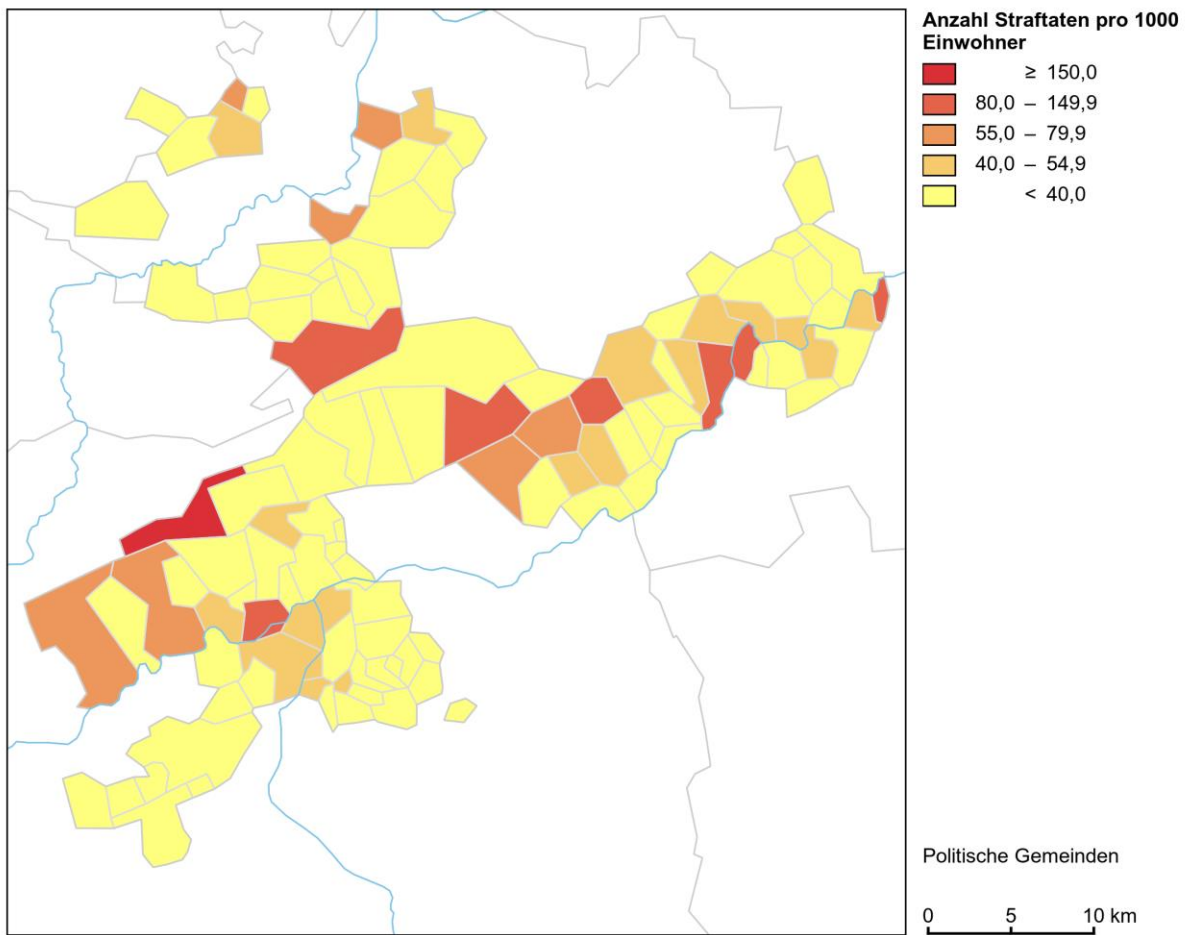 Anzahl Straftaten pro 1000
Einwohner
≥ 150,0
80,0 – 149,9
55,0 – 79,9
40,0 – 54,9
< 40,0
Politische Gemeinden
0 5 10 km